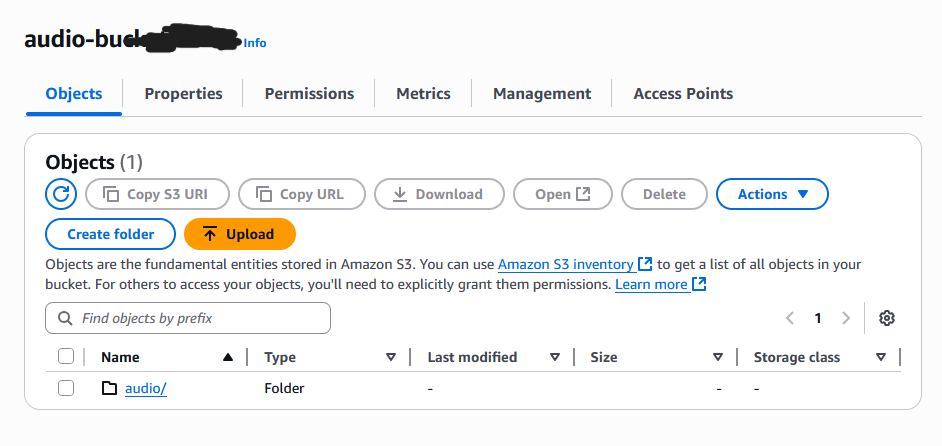 audio-buc
Info
Objects Properties Permissions Metrics Management Access Points
Objects (1)
Copy S3 URI Copy URL Download Open Delete Actions
Create folder Upload
Objects are the fundamental entities stored in Amazon S3. You can use Amazon S3 inventory to get a list of all objects in your
bucket. For others to access your objects, you'll need to explicitly grant them permissions. Learn more
Find objects by prefix 1
Name Type Last modified Size Storage class
audio/ Folder - - -